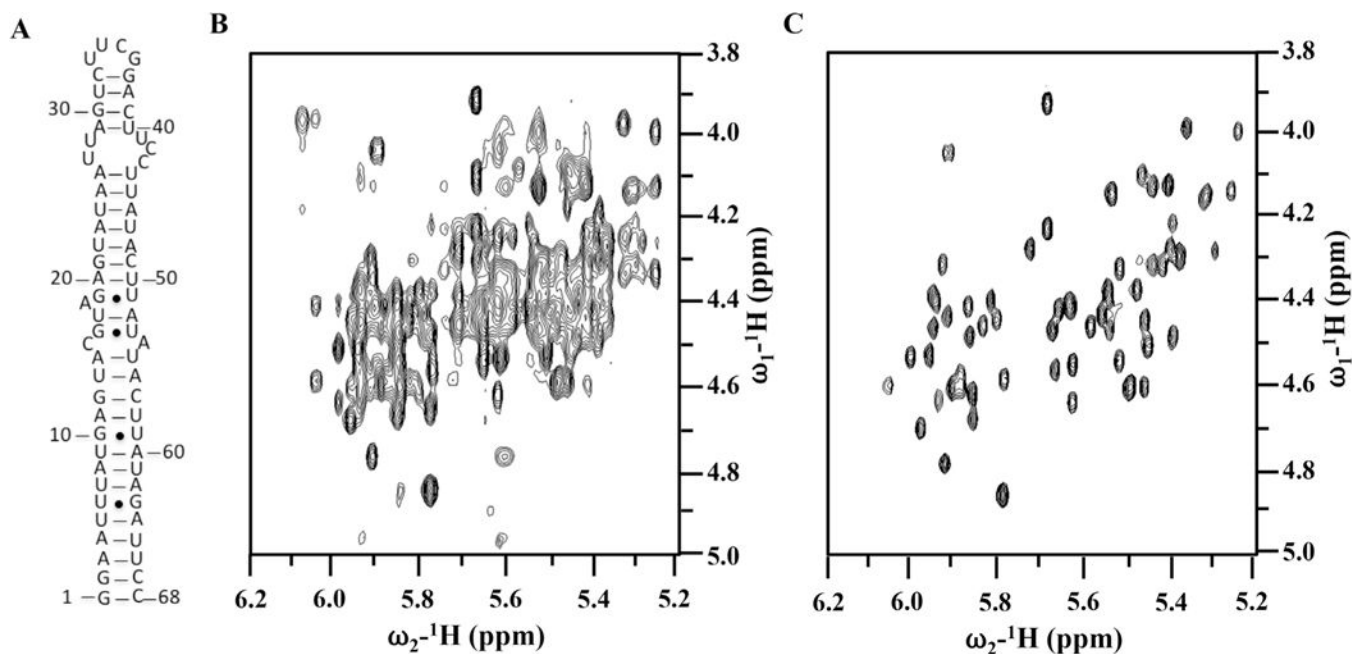 A
U C
U G
C – G
U – A
30 – G – C
A – U – 40
U U
U C
C
A – U
A – U
U – A
A – U
U – A
G – C
20 – A – U – 50
G • U
A
U – A
G • U
C A
A – U
U – A
G – C
A – U
10 – G • U
U – A – 60
A – U
U – A
U • G
U – A
A – U
A – U
G – C
1 – G – C – 68
B
3.8
4.0
4.2
4.4
4.6
4.8
5.0
ω₁-¹H (ppm)
6.2 6.0 5.8 5.6 5.4 5.2
ω₂-¹H (ppm)
C
3.8
4.0
4.2
4.4
4.6
4.8
5.0
ω₁-¹H (ppm)
6.2 6.0 5.8 5.6 5.4 5.2
ω₂-¹H (ppm)